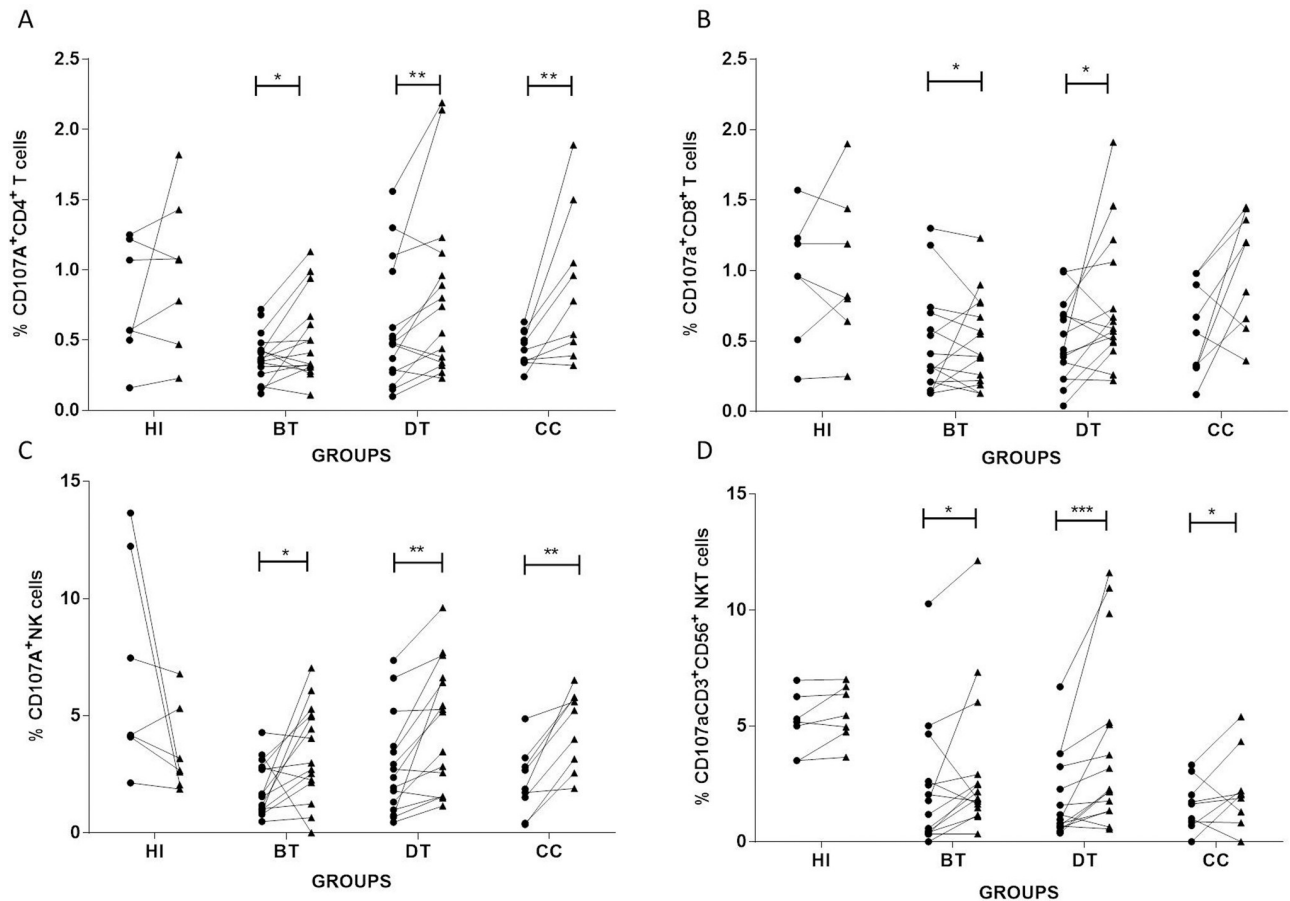 A
% CD107A+CD4+ T cells
2.5
2.0
1.5
1.0
0.5
0.0
* ** **
HI BT DT CC
GROUPS
B
% CD107a+CD8+ T cells
2.5
2.0
1.5
1.0
0.5
0.0
* *
HI BT DT CC
GROUPS
C
% CD107A+NK cells
15
10
5
0
* ** **
HI BT DT CC
GROUPS
D
% CD107aCD3+CD56+ NKT cells
15
10
5
0
* *** *
HI BT DT CC
GROUPS